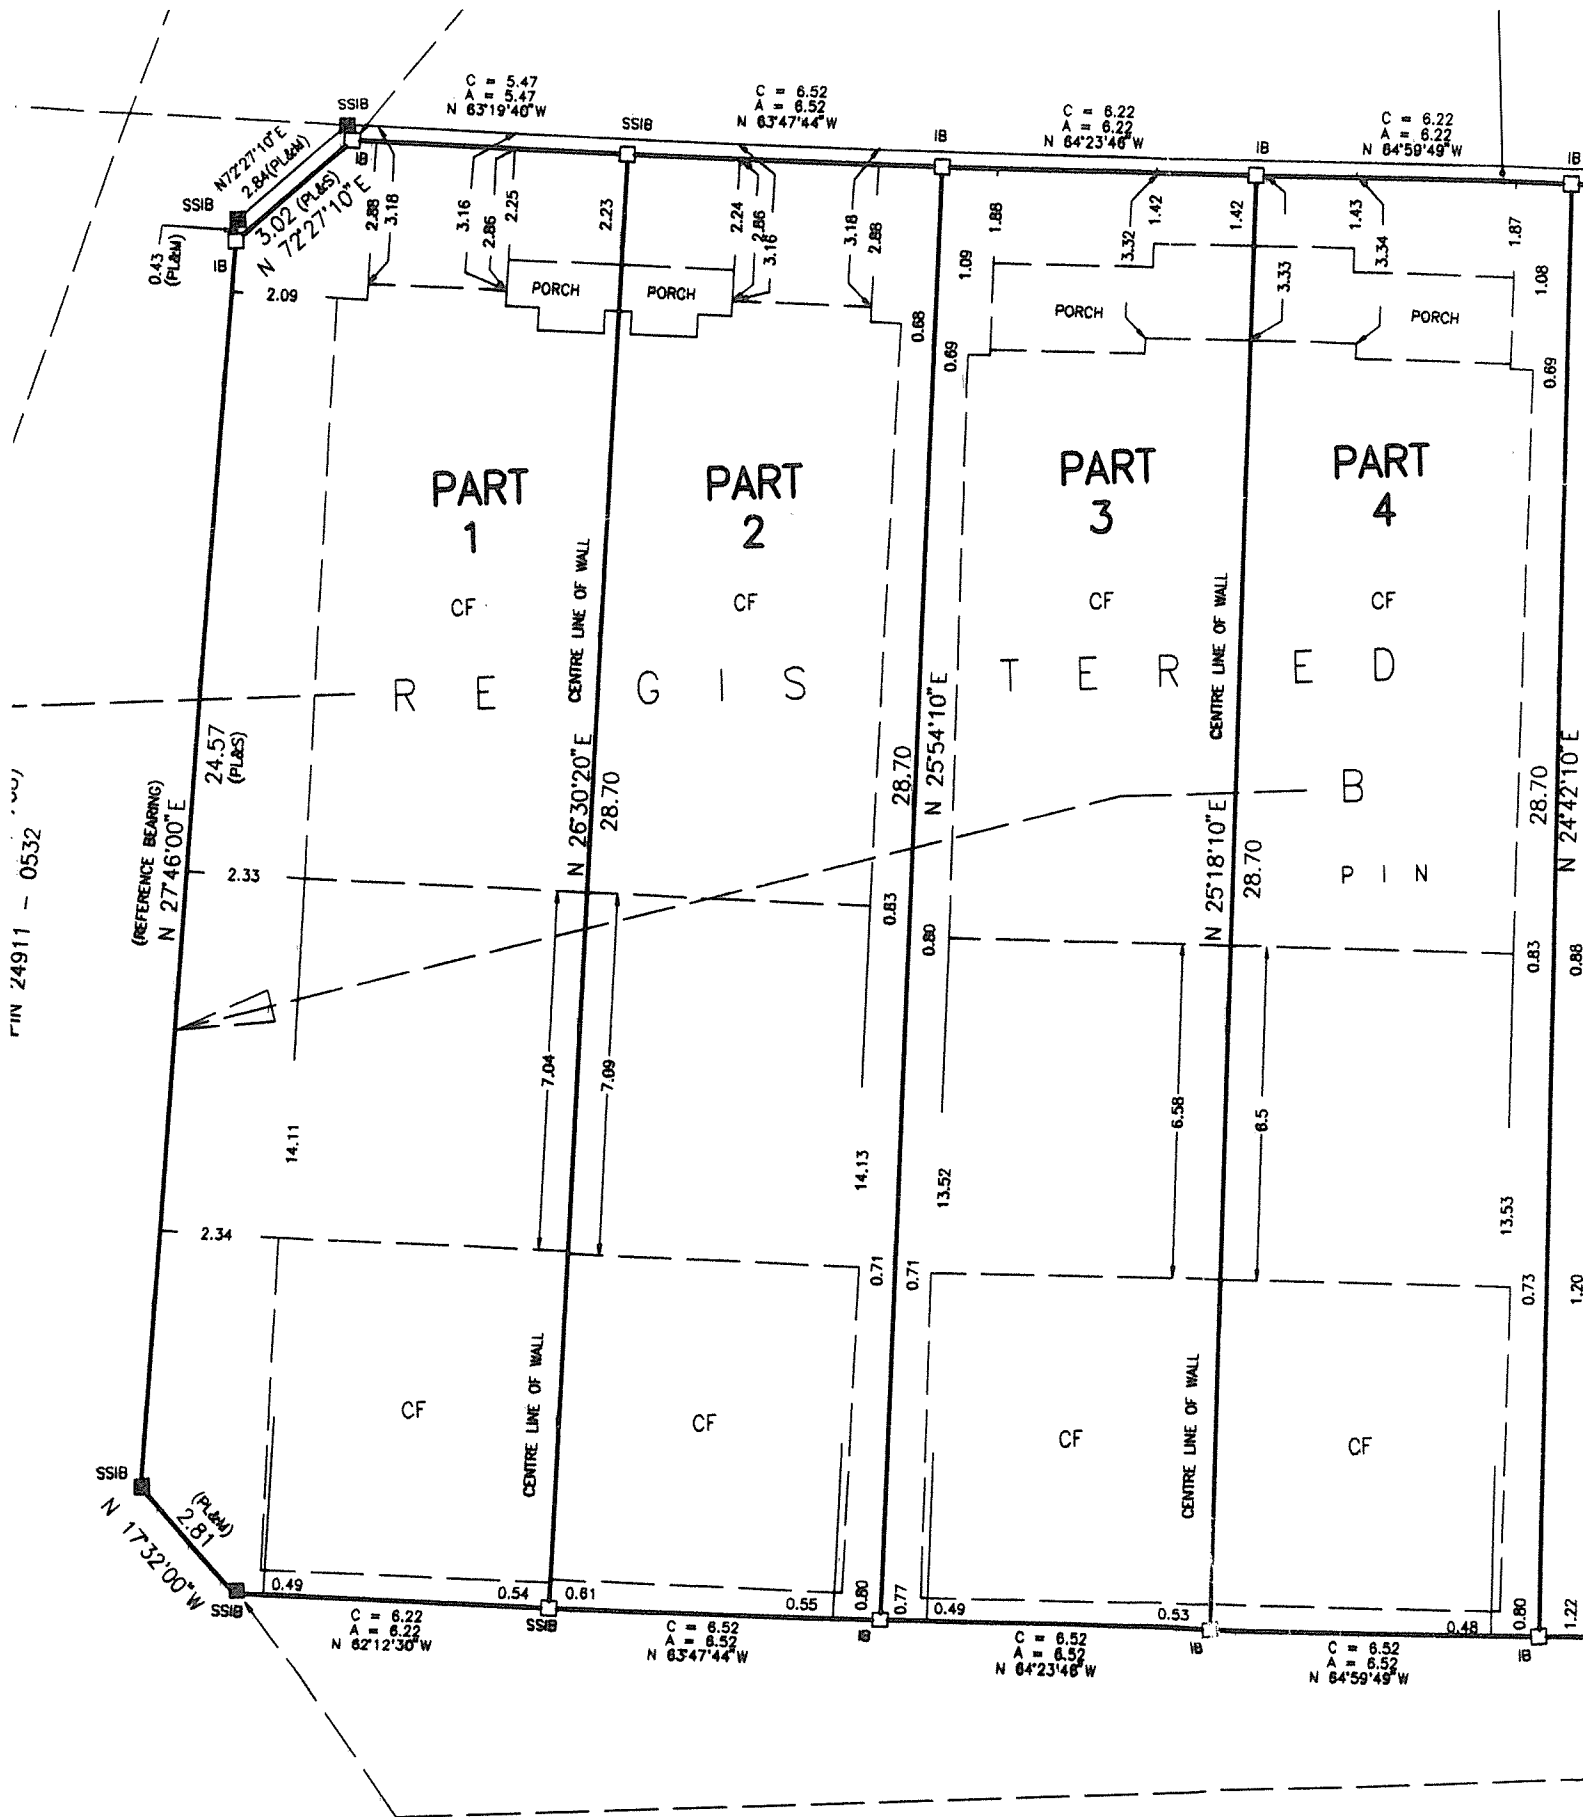 C = 5.47
A = 5.47
N 63°19'40"W
C = 6.52
A = 6.52
N 63°47'44"W
C = 6.22
A = 6.22
N 64°23'46"W
C = 6.22
A = 6.22
N 64°59'49"W
SSIB
SSIB
IB
IB
IB
N72°27'10"E
2.84(PL&M)
IB
SSIB
3.02 (PL&S)
N 72°27'10"E
0.43
(PL&M)
IB
2.09
2.88
3.18
3.16
2.86
2.25
2.23
2.24
2.86
3.16
3.18
2.88
1.88
1.09
3.32
1.42
1.42
3.33
1.43
3.34
1.87
1.08
PORCH
PORCH
PORCH
PORCH
0.68
0.69
0.69
PART
1
PART
2
PART
3
PART
4
CF
CF
CF
CF
CENTRE LINE OF WALL
CENTRE LINE OF WALL
R E G I S T E R E D
24.57
(PL&S)
(REFERENCE BEARING)
N 27°46'00"E
N 26°30'20"E
28.70
28.70
N 25°54'10"E
N 25°18'10"E
28.70
28.70
N 24°42'10"E
B
PIN
PIN 24911 - 0532
2.33
0.83
0.80
0.83
0.88
7.04
7.09
6.58
6.5
14.11
14.13
13.52
13.53
2.34
0.71
0.71
0.73
1.20
CENTRE LINE OF WALL
CENTRE LINE OF WALL
CF
CF
CF
CF
SSIB
(PL&M)
2.81
N 17°32'00"W
SSIB
0.49
0.54
0.61
0.55
0.80
0.77
0.49
0.53
0.48
0.80
1.22
SSIB
IB
IB
IB
C = 6.22
A = 6.22
N 62°12'30"W
C = 6.52
A = 6.52
N 63°47'44"W
C = 6.52
A = 6.52
N 64°23'46"W
C = 6.52
A = 6.52
N 64°59'49"W